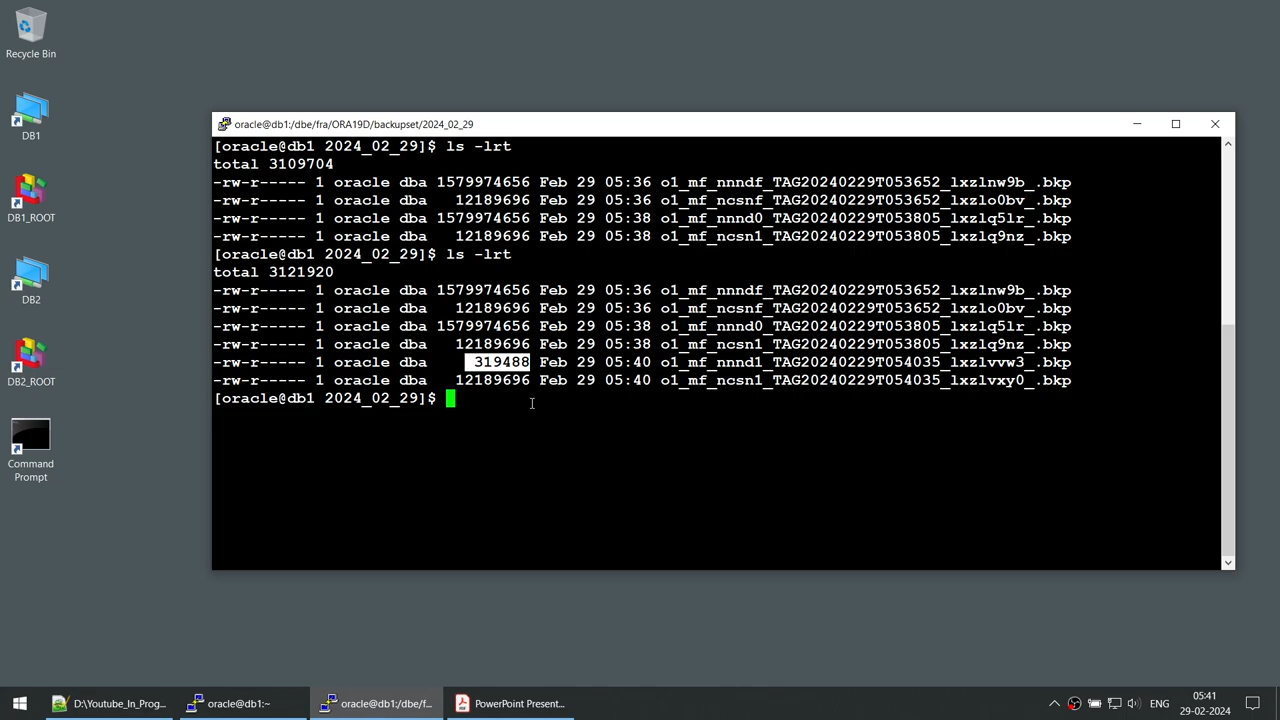 Recycle Bin
DB1
DB1_ROOT
DB2
DB2_ROOT
Command
Prompt
oracle@db1:/dbe/fra/ORA19D/backupset/2024_02_29
[oracle@db1 2024_02_29]$ ls -lrt
total 3109704
-rw-r----- 1 oracle dba 1579974656 Feb 29 05:36 o1_mf_nnndf_TAG20240229T053652_lxzlnw9b_.bkp
-rw-r----- 1 oracle dba   12189696 Feb 29 05:36 o1_mf_ncsnf_TAG20240229T053652_lxzlo0bv_.bkp
-rw-r----- 1 oracle dba 1579974656 Feb 29 05:38 o1_mf_nnnd0_TAG20240229T053805_lxzlq5lr_.bkp
-rw-r----- 1 oracle dba   12189696 Feb 29 05:38 o1_mf_ncsn1_TAG20240229T053805_lxzlq9nz_.bkp
[oracle@db1 2024_02_29]$ ls -lrt
total 3121920
-rw-r----- 1 oracle dba 1579974656 Feb 29 05:36 o1_mf_nnndf_TAG20240229T053652_lxzlnw9b_.bkp
-rw-r----- 1 oracle dba   12189696 Feb 29 05:36 o1_mf_ncsnf_TAG20240229T053652_lxzlo0bv_.bkp
-rw-r----- 1 oracle dba 1579974656 Feb 29 05:38 o1_mf_nnnd0_TAG20240229T053805_lxzlq5lr_.bkp
-rw-r----- 1 oracle dba   12189696 Feb 29 05:38 o1_mf_ncsn1_TAG20240229T053805_lxzlq9nz_.bkp
-rw-r----- 1 oracle dba     319488 Feb 29 05:40 o1_mf_nnnd1_TAG20240229T054035_lxzlvvw3_.bkp
-rw-r----- 1 oracle dba   12189696 Feb 29 05:40 o1_mf_ncsn1_TAG20240229T054035_lxzlvxy0_.bkp
[oracle@db1 2024_02_29]$
D:\Youtube_In_Prog...
oracle@db1:~
oracle@db1:/dbe/f...
PowerPoint Present...
ENG
05:41
29-02-2024